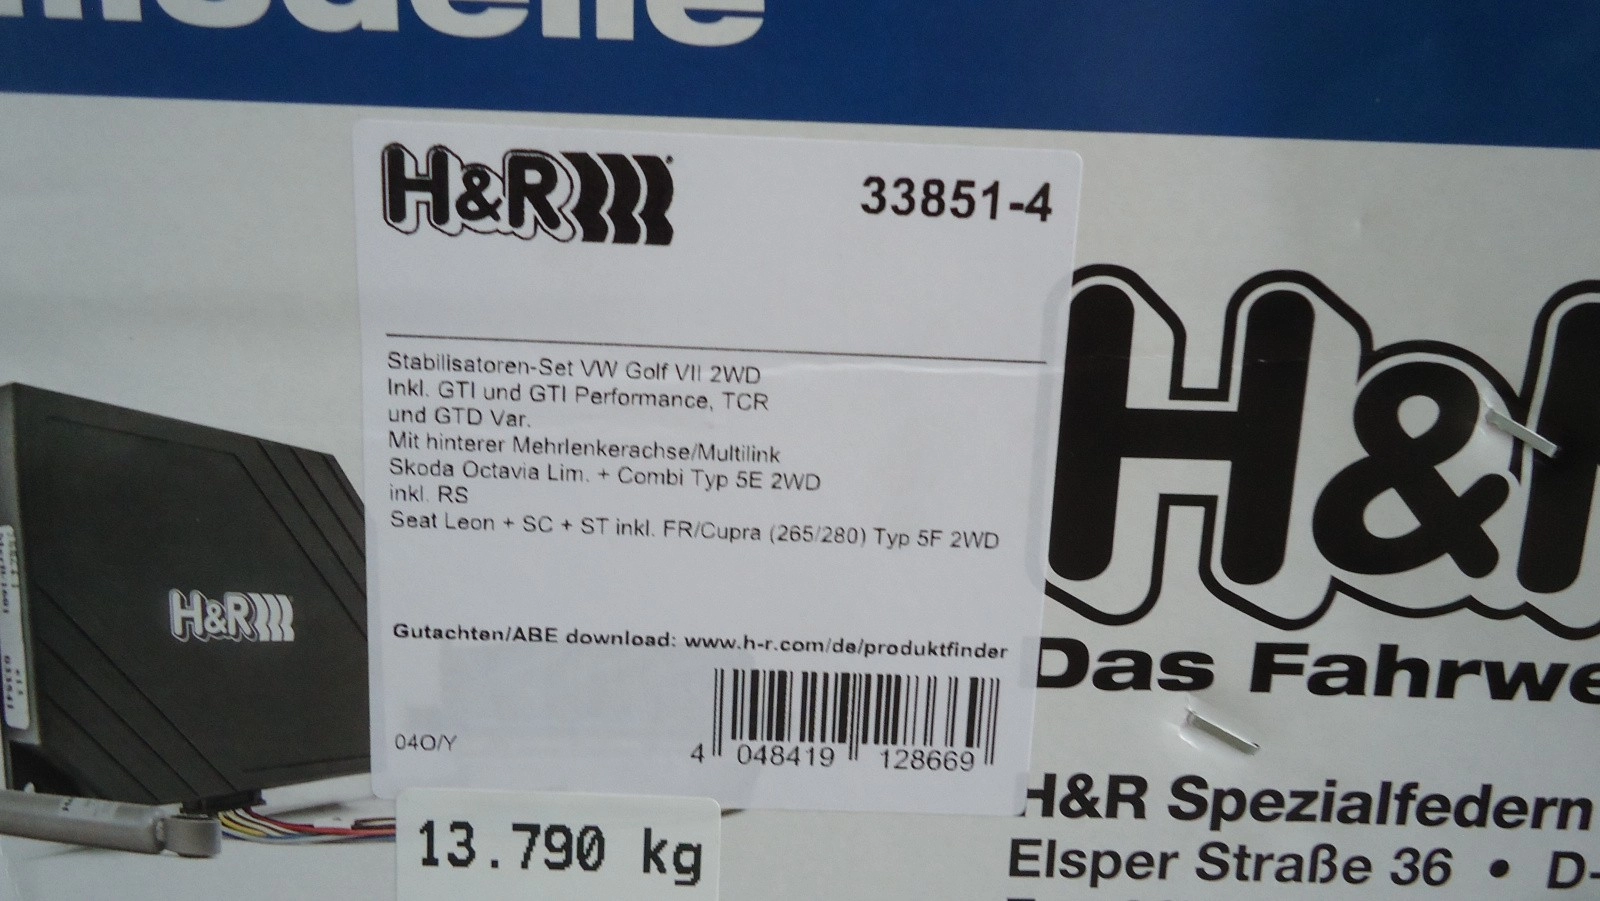 modelle
H&R
33851-4
Stabilisatoren-Set VW Golf VII 2WD
Inkl. GTI und GTI Performance, TCR
und GTD Var.
Mit hinterer Mehrlenkerachse/Multilink
Skoda Octavia Lim. + Combi Typ 5E 2WD
inkl. RS
Seat Leon + SC + ST inkl. FR/Cupra (265/280) Typ 5F 2WD
Gutachten/ABE download: www.h-r.com/de/produktfinder
04O/Y
4 048419 128669
13.790 kg
H&R
H&R
Das Fahrwe
H&R Spezialfedern
Elsper Straße 36 • D-